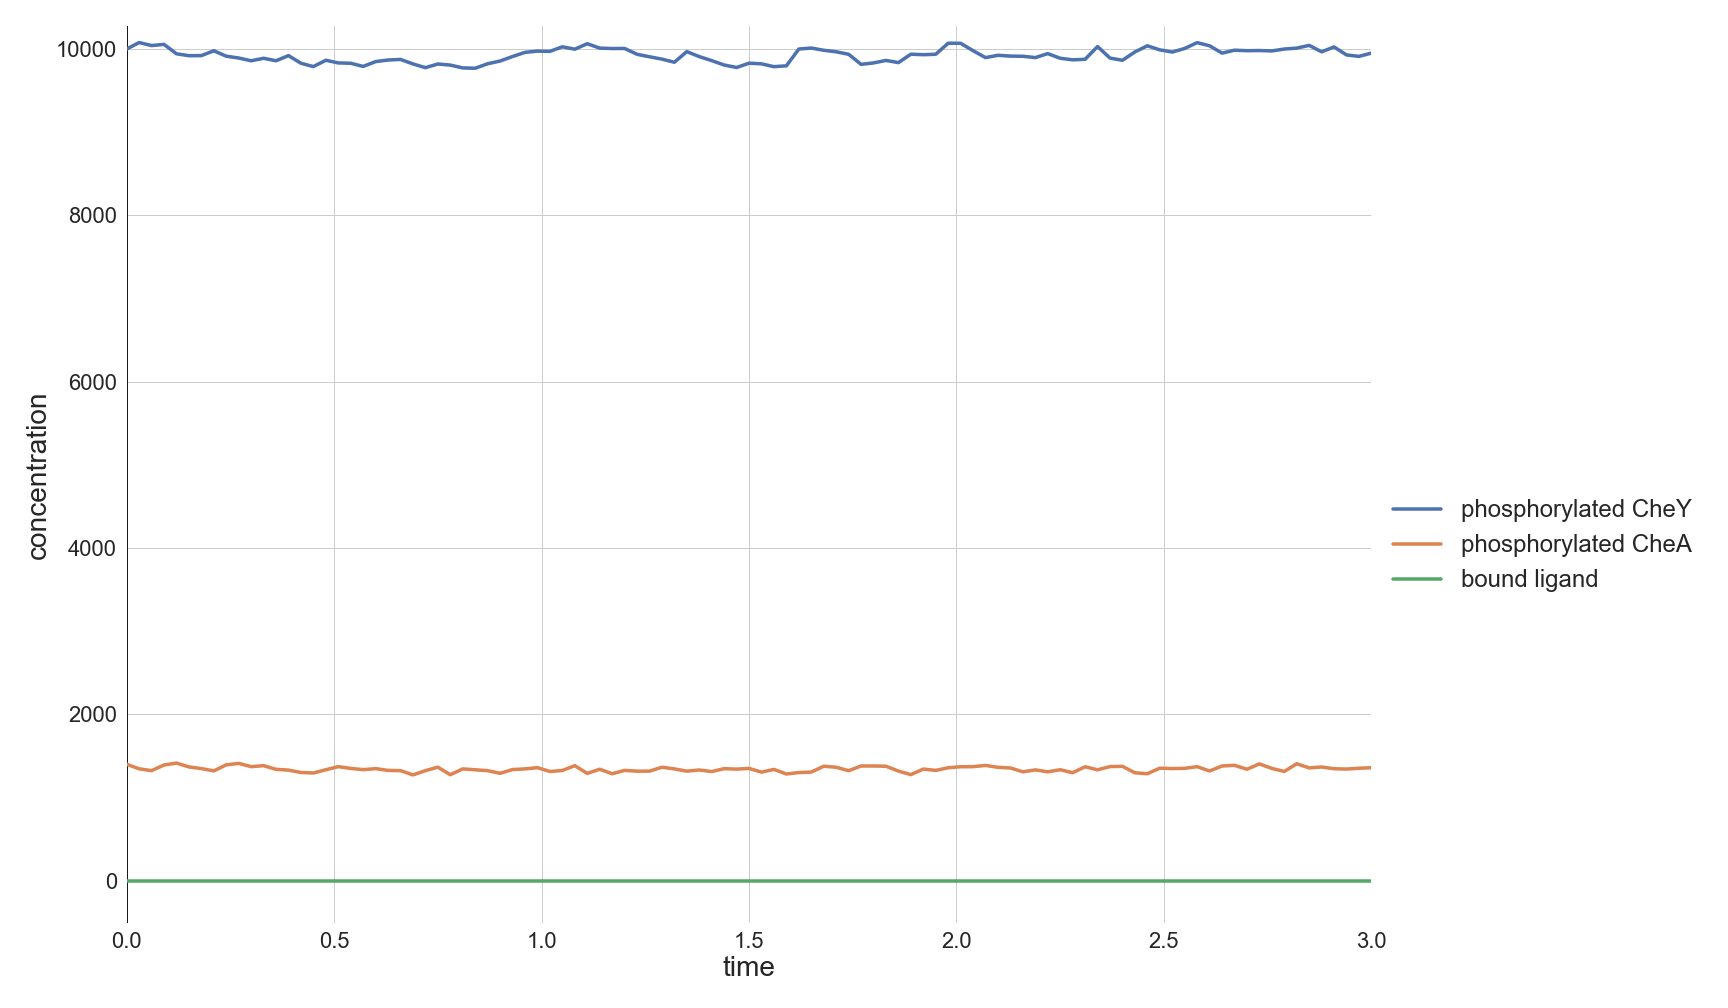 10000
8000
6000
4000
2000
0
concentration
0.0 0.5 1.0 1.5 2.0 2.5 3.0
time
phosphorylated CheY
phosphorylated CheA
bound ligand